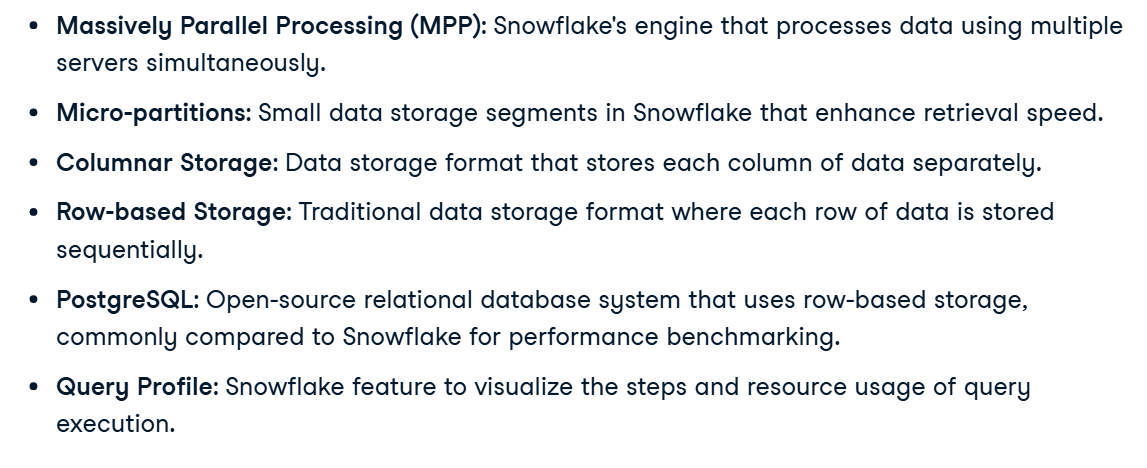 • Massively Parallel Processing (MPP): Snowflake's engine that processes data using multiple
servers simultaneously.
• Micro-partitions: Small data storage segments in Snowflake that enhance retrieval speed.
• Columnar Storage: Data storage format that stores each column of data separately.
• Row-based Storage: Traditional data storage format where each row of data is stored
sequentially.
• PostgreSQL: Open-source relational database system that uses row-based storage,
commonly compared to Snowflake for performance benchmarking.
• Query Profile: Snowflake feature to visualize the steps and resource usage of query
execution.